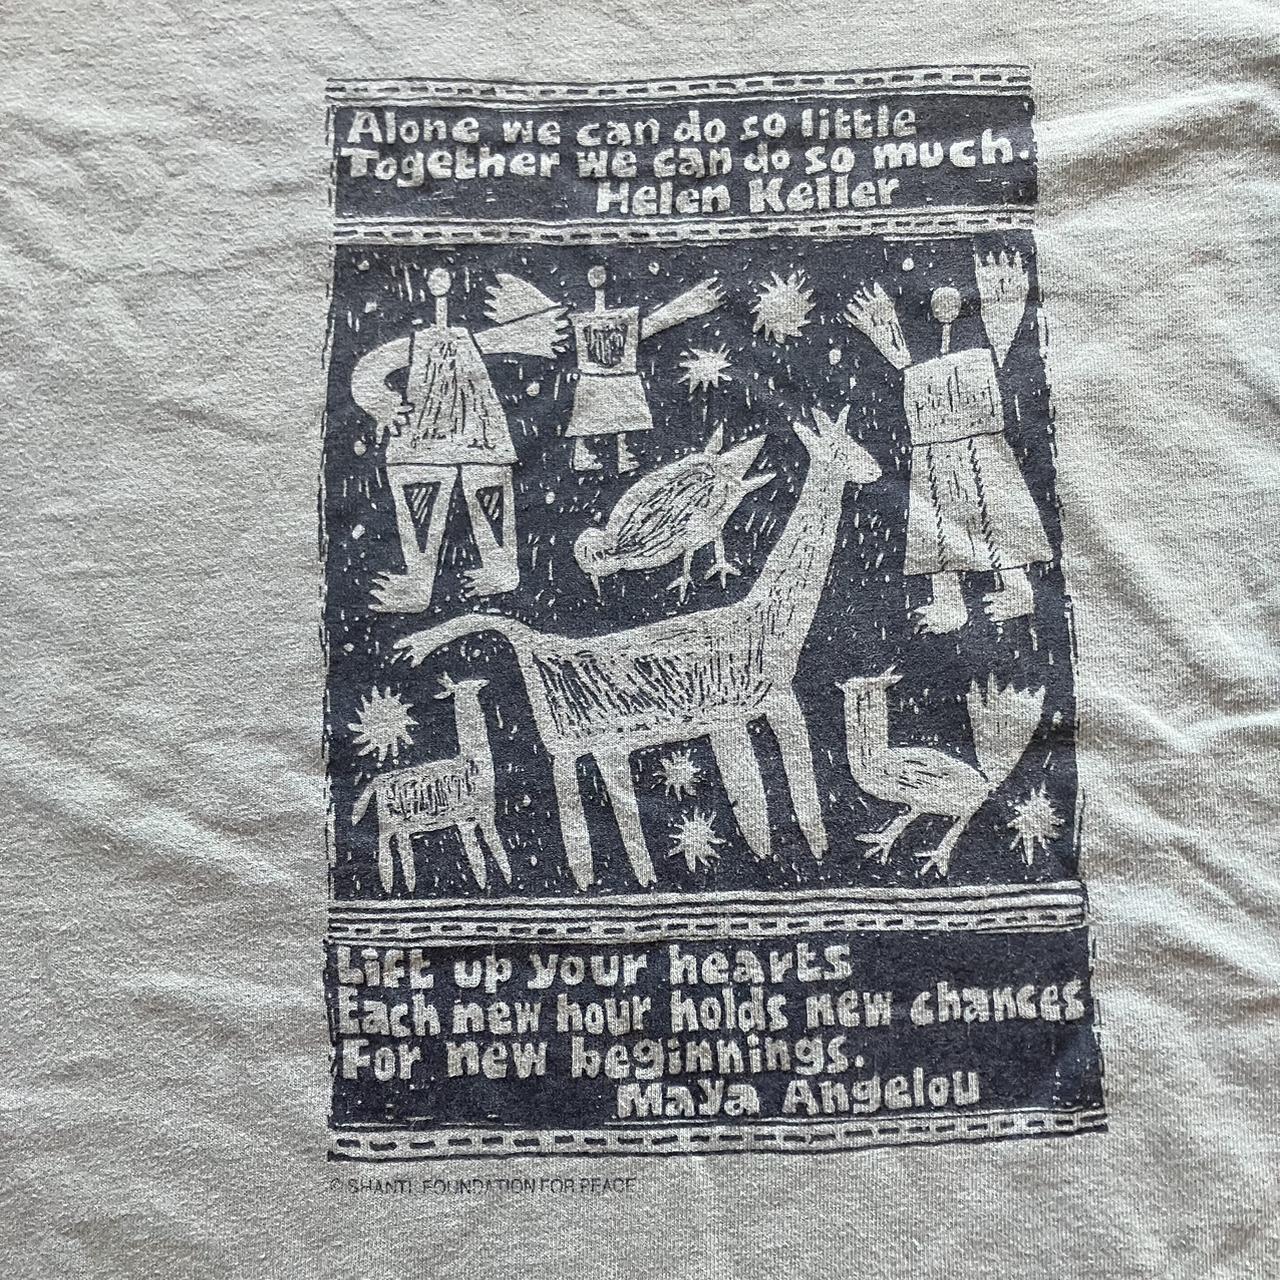 Alone we can do so little
Together we can do so much.
Helen Keller
Lift up your hearts
Each new hour holds new chances
For new beginnings.
Maya Angelou
© SHANTI FOUNDATION FOR PEACE